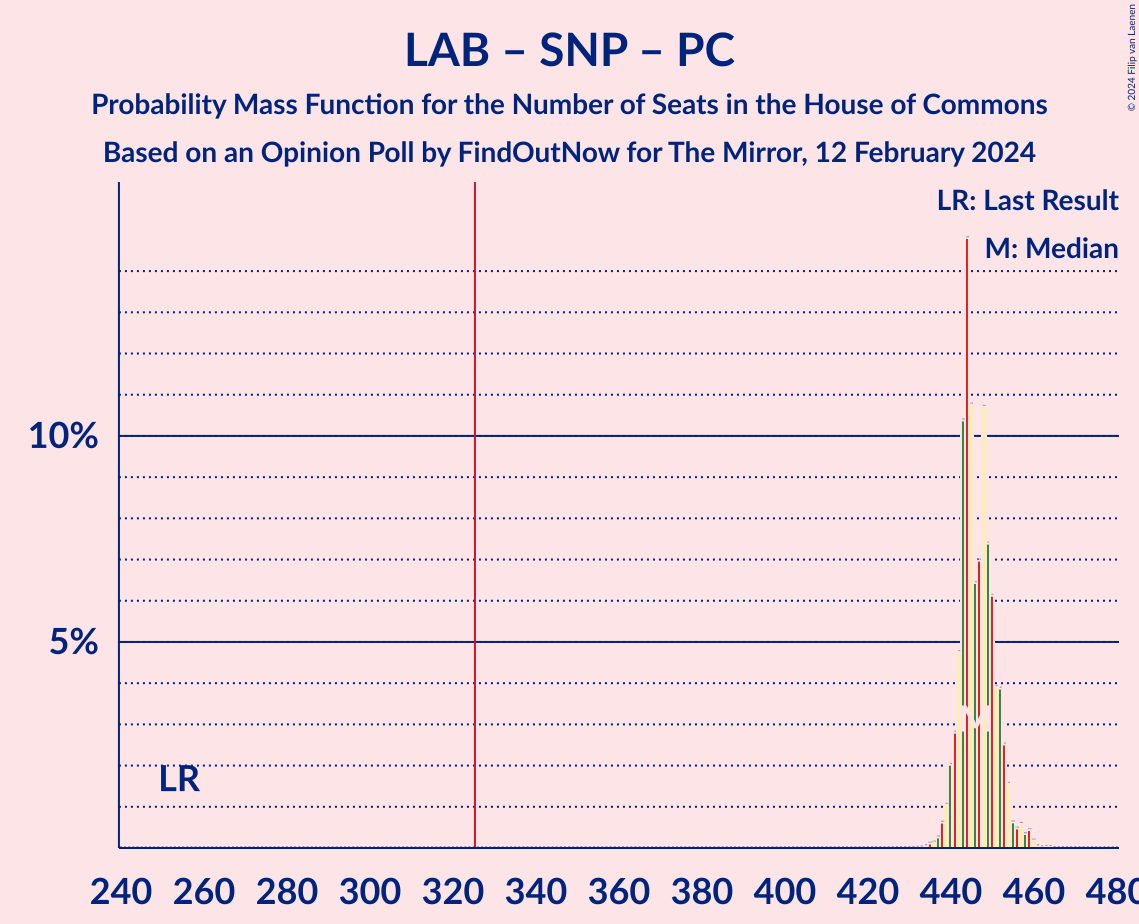 © 2024 Filip van Laenen
LAB – SNP – PC
Probability Mass Function for the Number of Seats in the House of Commons
Based on an Opinion Poll by FindOutNow for The Mirror, 12 February 2024
LR: Last Result
M: Median
10%
5%
M
LR
240 260 280 300 320 340 360 380 400 420 440 460 480